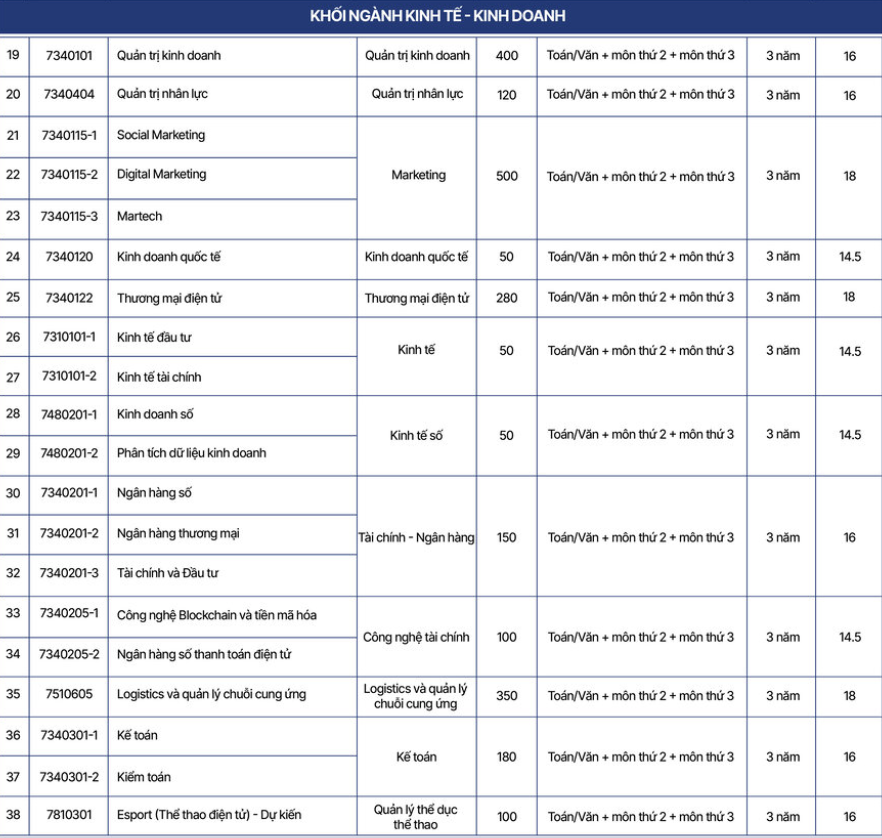 KHỐI NGÀNH KINH TẾ - KINH DOANH
19 7340101 Quản trị kinh doanh Quản trị kinh doanh 400 Toán/Văn + môn thứ 2 + môn thứ 3 3 năm 16
20 7340404 Quản trị nhân lực Quản trị nhân lực 120 Toán/Văn + môn thứ 2 + môn thứ 3 3 năm 16
21 7340115-1 Social Marketing
22 7340115-2 Digital Marketing Marketing 500 Toán/Văn + môn thứ 2 + môn thứ 3 3 năm 18
23 7340115-3 Martech
24 7340120 Kinh doanh quốc tế Kinh doanh quốc tế 50 Toán/Văn + môn thứ 2 + môn thứ 3 3 năm 14.5
25 7340122 Thương mại điện tử Thương mại điện tử 280 Toán/Văn + môn thứ 2 + môn thứ 3 3 năm 18
26 7310101-1 Kinh tế đầu tư
Kinh tế 50 Toán/Văn + môn thứ 2 + môn thứ 3 3 năm 14.5
27 7310101-2 Kinh tế tài chính
28 7480201-1 Kinh doanh số
Kinh tế số 50 Toán/Văn + môn thứ 2 + môn thứ 3 3 năm 14.5
29 7480201-2 Phân tích dữ liệu kinh doanh
30 7340201-1 Ngân hàng số
31 7340201-2 Ngân hàng thương mại Tài chính - Ngân hàng 150 Toán/Văn + môn thứ 2 + môn thứ 3 3 năm 16
32 7340201-3 Tài chính và Đầu tư
33 7340205-1 Công nghệ Blockchain và tiền mã hóa
Công nghệ tài chính 100 Toán/Văn + môn thứ 2 + môn thứ 3 3 năm 14.5
34 7340205-2 Ngân hàng số thanh toán điện tử
35 7510605 Logistics và quản lý chuỗi cung ứng Logistics và quản lý
chuỗi cung ứng 350 Toán/Văn + môn thứ 2 + môn thứ 3 3 năm 18
36 7340301-1 Kế toán
Kế toán 180 Toán/Văn + môn thứ 2 + môn thứ 3 3 năm 16
37 7340301-2 Kiểm toán
38 7810301 Esport (Thể thao điện tử) - Dự kiến Quản lý thể dục
thể thao 100 Toán/Văn + môn thứ 2 + môn thứ 3 3 năm 16